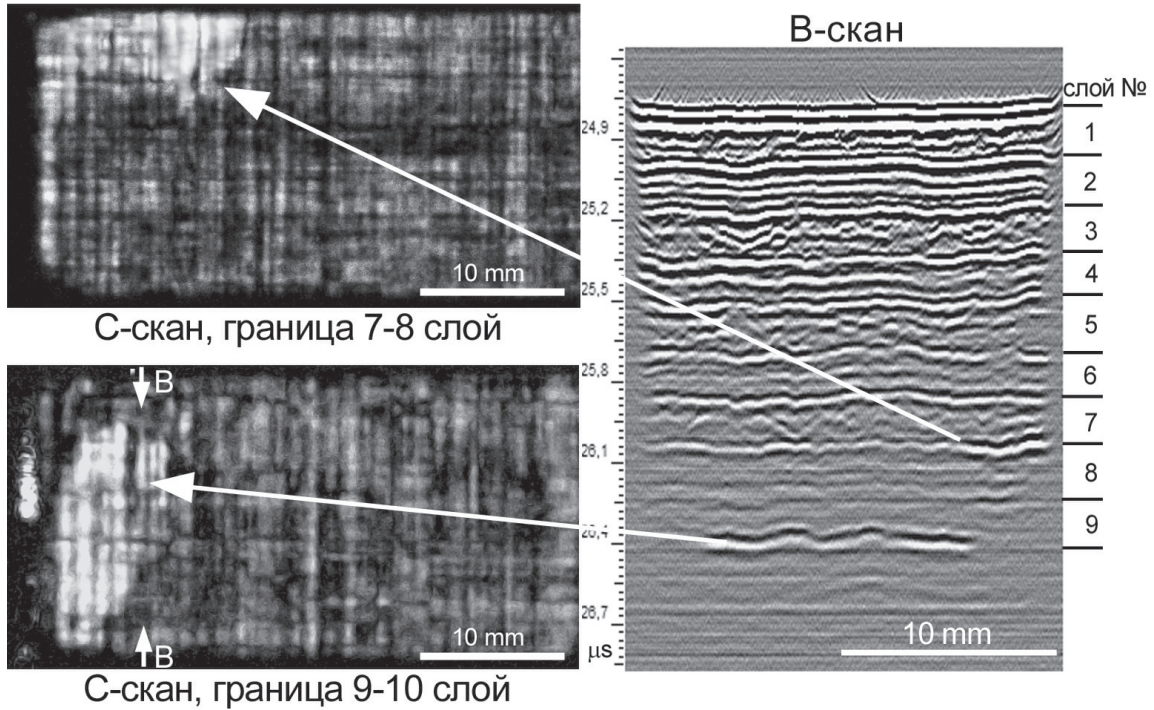 В-скан
слой №
10 mm
С-скан, граница 7-8 слой
B
B
10 mm
С-скан, граница 9-10 слой
24,9
25,2
25,5
25,8
26,1
26,4
26,7
µs
1
2
3
4
5
6
7
8
9
10 mm